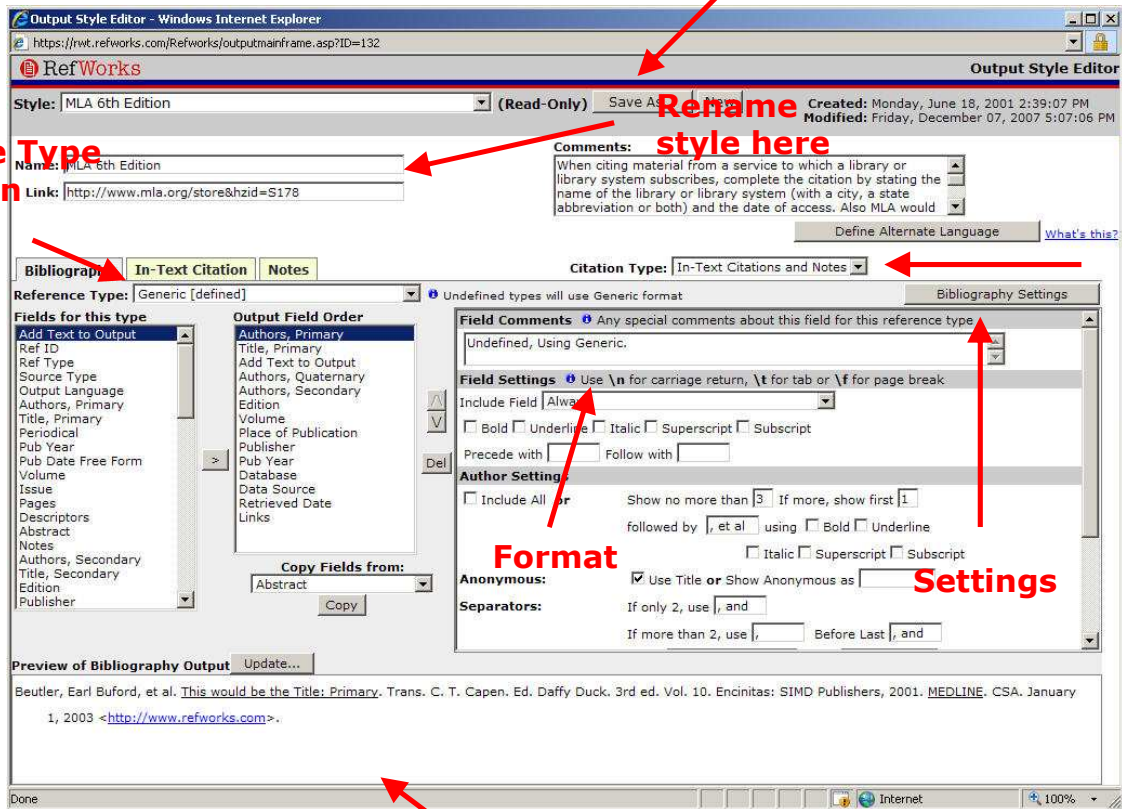 Output Style Editor - Windows Internet Explorer
https://rwt.refworks.com/Refworks/outputmainframe.asp?ID=132
RefWorks
Output Style Editor
Style: MLA 6th Edition (Read-Only) Save As New
Created: Monday, June 18, 2001 2:39:07 PM
Modified: Friday, December 07, 2007 5:07:06 PM
Rename
style here
Type
Name: MLA 6th Edition
Link: http://www.mla.org/store&hzid=S178
Comments:
When citing material from a service to which a library or
library system subscribes, complete the citation by stating the
name of the library or library system (with a city, a state
abbreviation or both) and the date of access. Also MLA would
Define Alternate Language What's this?
Bibliography In-Text Citation Notes
Citation Type: In-Text Citations and Notes
Reference Type: Generic [defined] Undefined types will use Generic format
Bibliography Settings
Fields for this type
Add Text to Output
Ref ID
Ref Type
Source Type
Output Language
Authors, Primary
Title, Primary
Periodical
Pub Year
Pub Date Free Form
Volume
Issue
Pages
Descriptors
Abstract
Notes
Authors, Secondary
Title, Secondary
Edition
Publisher
>
Output Field Order
Authors, Primary
Title, Primary
Add Text to Output
Authors, Quaternary
Authors, Secondary
Edition
Volume
Place of Publication
Publisher
Pub Year
Database
Data Source
Retrieved Date
Links
Del
Copy Fields from:
Abstract
Copy
Field Comments Any special comments about this field for this reference type
Undefined, Using Generic.
Field Settings Use \n for carriage return, \t for tab or \f for page break
Include Field Always
Bold Underline Italic Superscript Subscript
Precede with Follow with
Author Settings
Include All or Show no more than 3 If more, show first 1
followed by , et al using Bold Underline
Italic Superscript Subscript
Anonymous: Use Title or Show Anonymous as
Separators: If only 2, use , and
If more than 2, use , Before Last , and
Format
Settings
Preview of Bibliography Output Update...
Beutler, Earl Buford, et al. This would be the Title: Primary. Trans. C. T. Capen. Ed. Daffy Duck. 3rd ed. Vol. 10. Encinitas: SIMD Publishers, 2001. MEDLINE. CSA. January
1, 2003 <http://www.refworks.com>.
Done Internet 100%